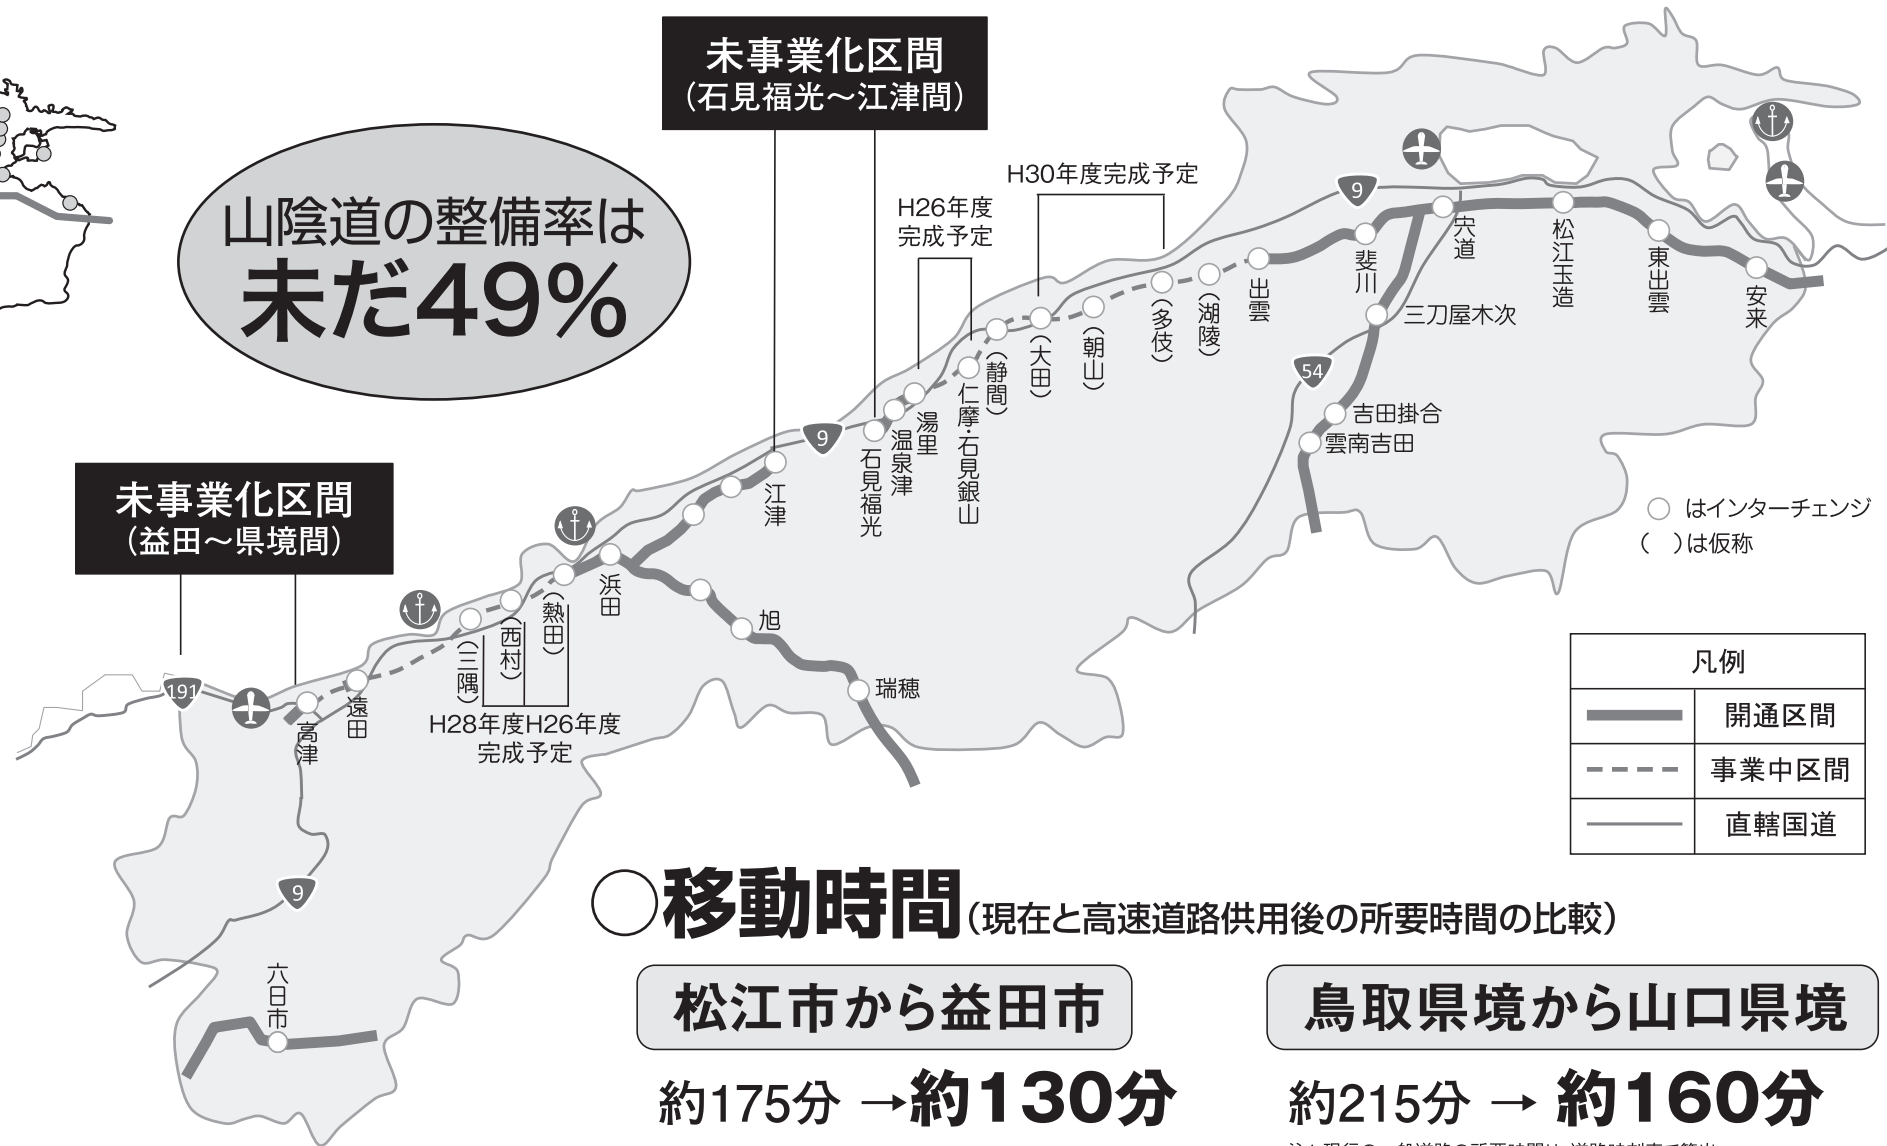 未事業化区間
（石見福光～江津間）
山陰道の整備率は
未だ49%
H26年度
完成予定
H30年度完成予定
9
宍道
松江玉造
東出雲
安来
斐川
出雲
（湖陵）
（多伎）
（朝山）
（大田）
（静間）
仁摩・石見銀山
湯里
温泉津
石見福光
9
江津
三刀屋木次
54
吉田掛合
雲南吉田
○ はインターチェンジ
（　）は仮称
未事業化区間
（益田～県境間）
浜田
（熱田）
（西村）
（三隅）
遠田
高津
191
旭
瑞穂
H28年度H26年度
完成予定
凡例
開通区間
事業中区間
直轄国道
9
六日市
○移動時間（現在と高速道路供用後の所要時間の比較）
松江市から益田市
約175分 →約130分
鳥取県境から山口県境
約215分 → 約160分